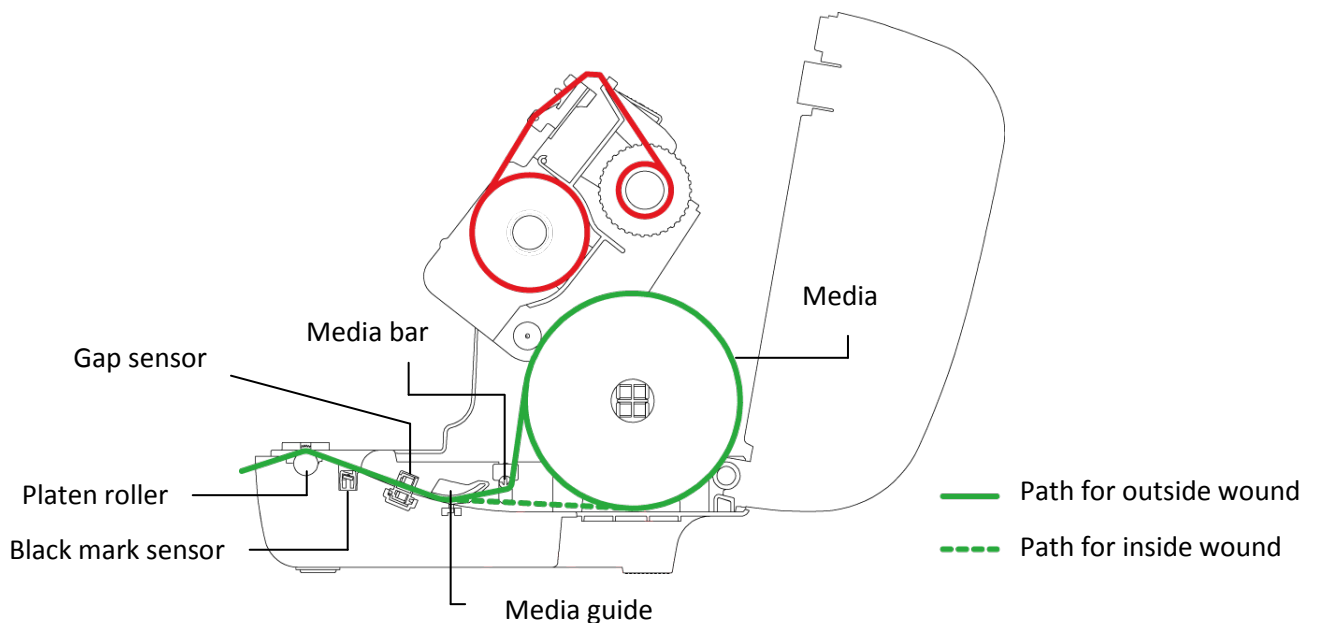 Media
Media bar
Gap sensor
Platen roller
Path for outside wound
Black mark sensor
Path for inside wound
Media guide